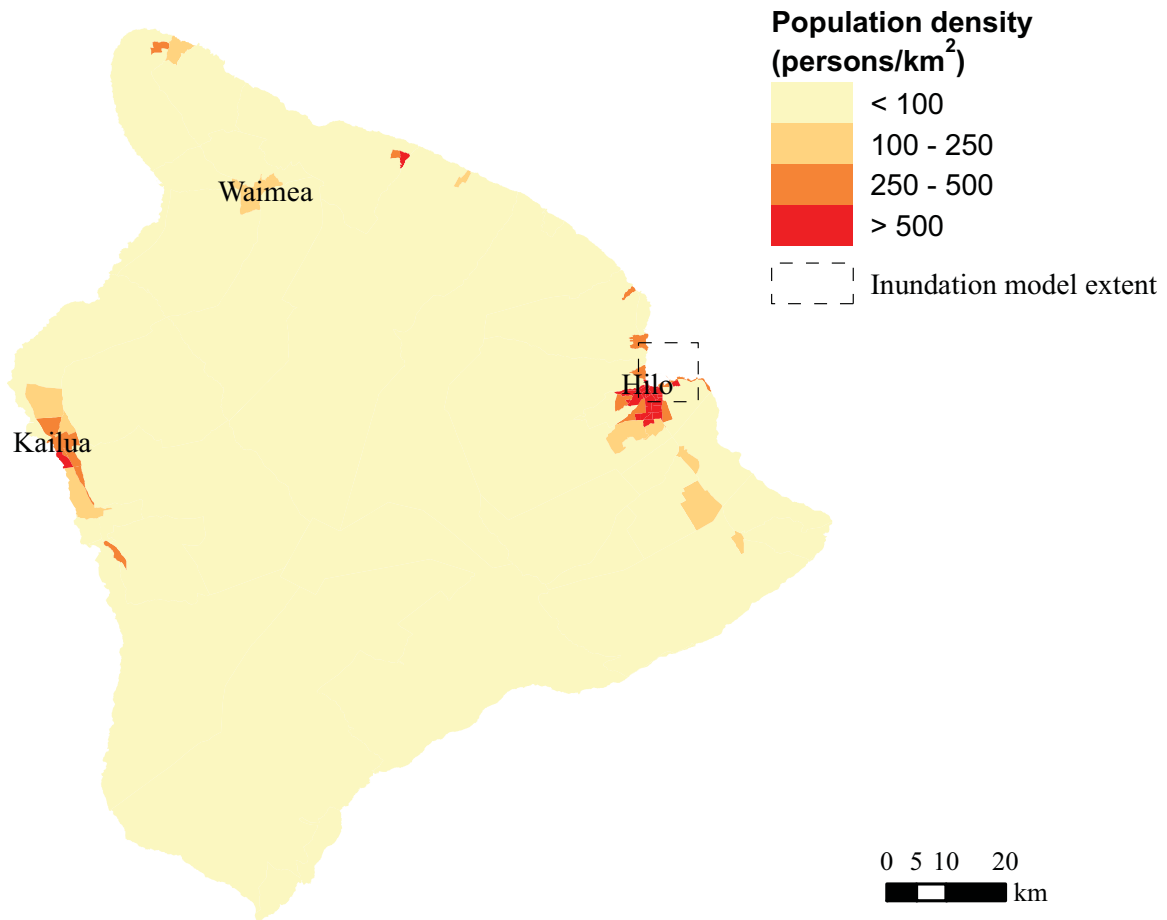 Population density
(persons/km²)
< 100
100 - 250
250 - 500
> 500
Inundation model extent
Waimea
Hilo
Kailua
0 5 10 20
km